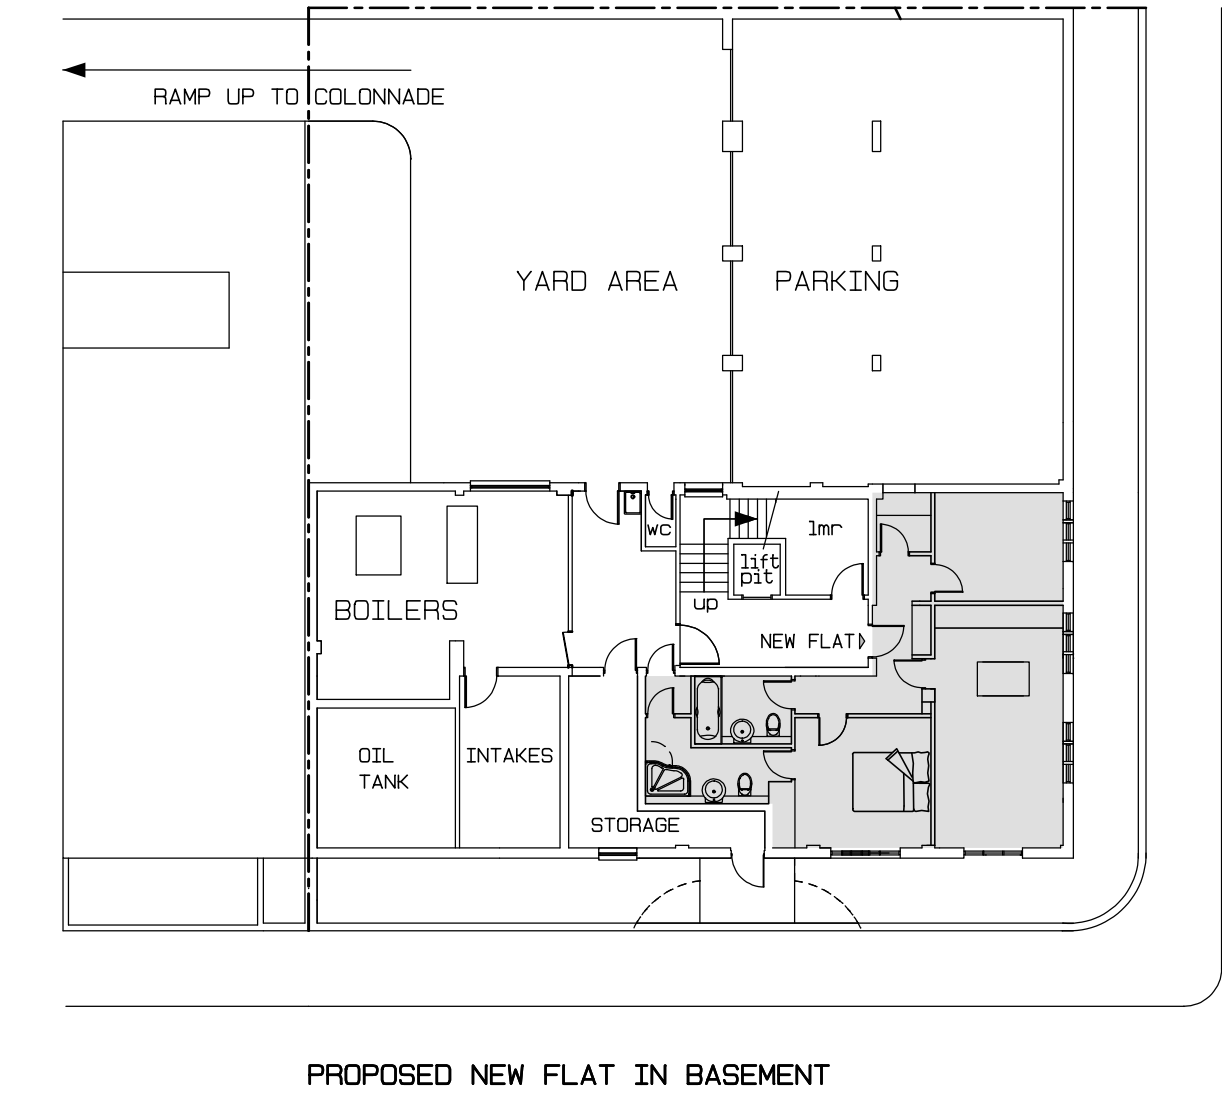 RAMP UP TO COLONNADE
YARD AREA
PARKING
WC
lmr
lift
pit
up
BOILERS
NEW FLAT
OIL
TANK
INTAKES
STORAGE
PROPOSED NEW FLAT IN BASEMENT